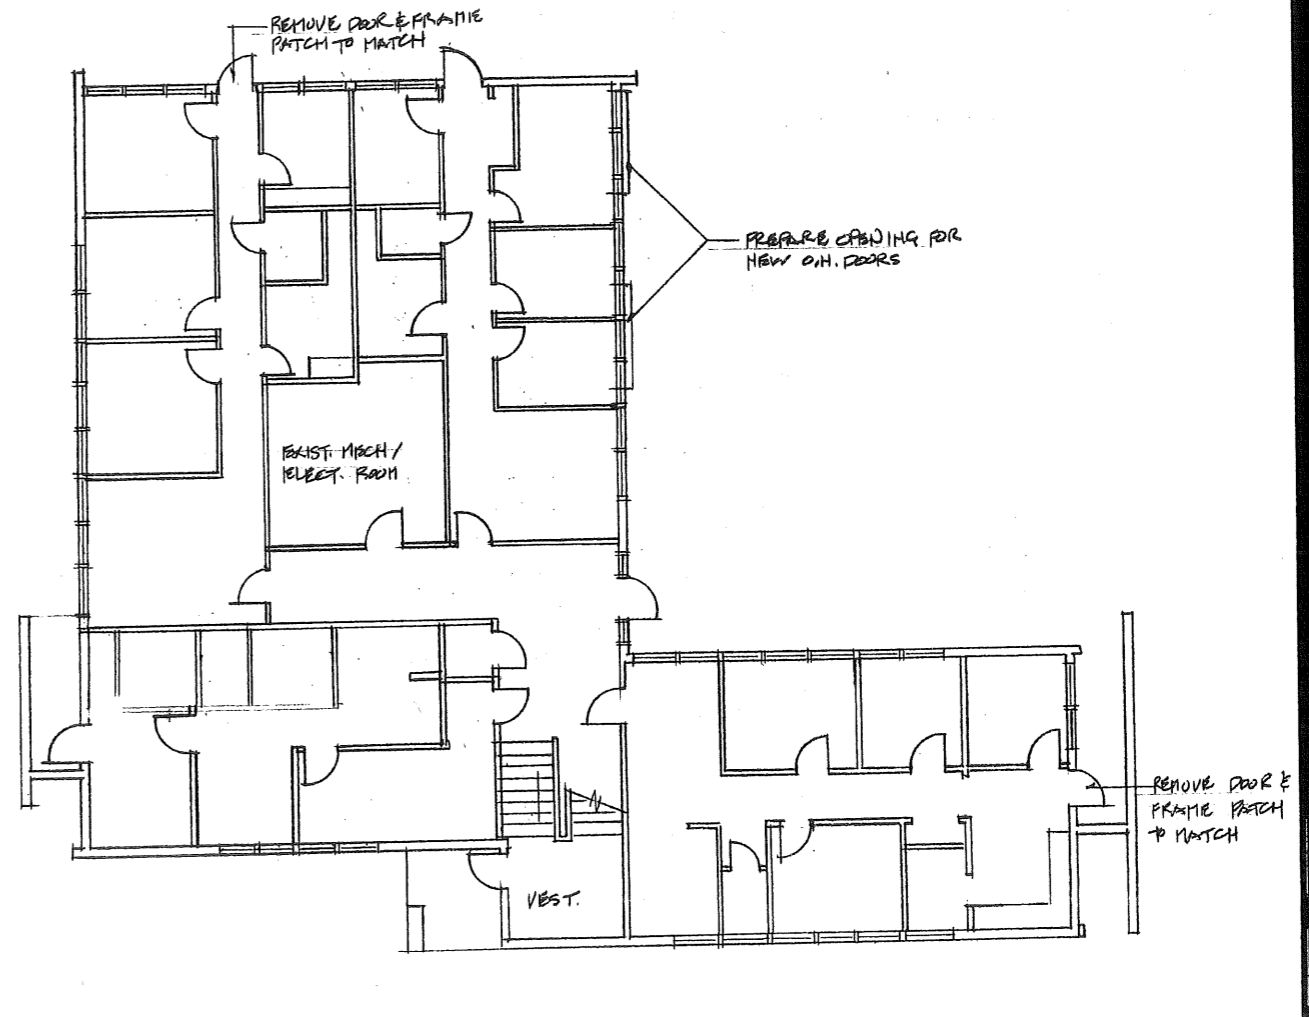 REMOVE DOOR & FRAME
PATCH TO MATCH
PREPARE OPENING FOR
NEW O.H. DOORS
EXIST. MECH/
ELECT. ROOM
REMOVE DOOR &
FRAME PATCH
TO MATCH
VEST.